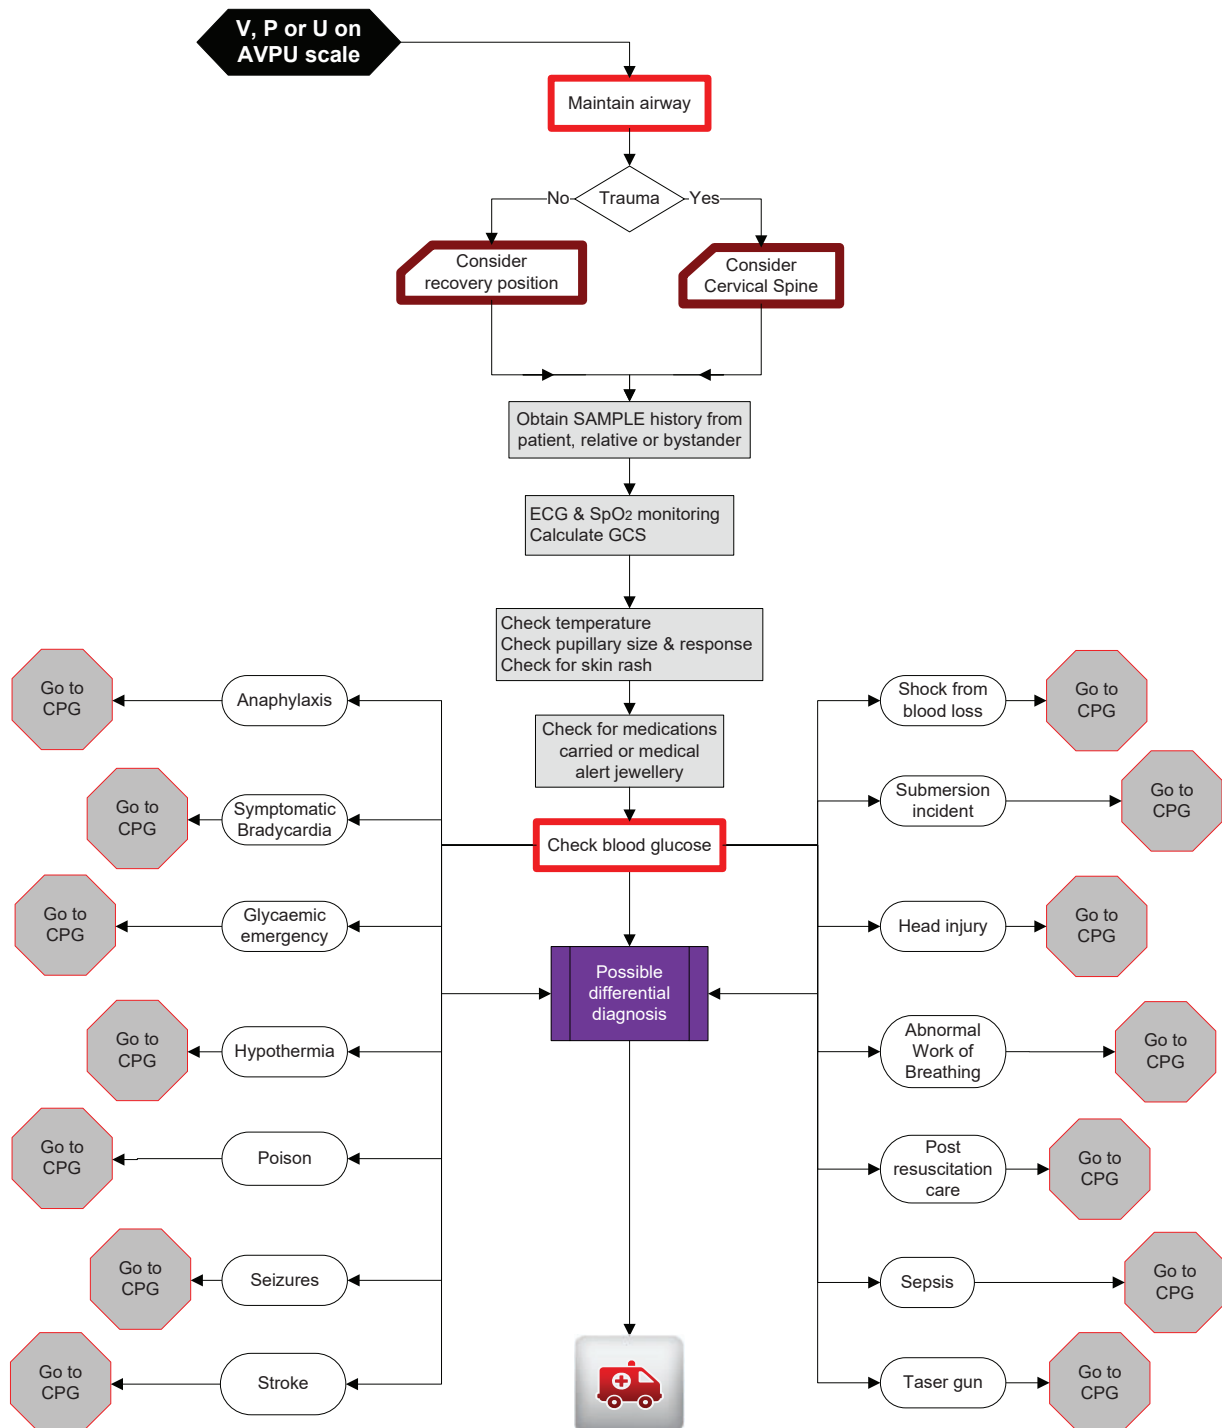 V, P or U on
AVPU scale
Maintain airway
No
Trauma
Yes
Consider
recovery position
Consider
Cervical Spine
Obtain SAMPLE history from
patient, relative or bystander
ECG & SpO2 monitoring
Calculate GCS
Check temperature
Check pupillary size & response
Check for skin rash
Check for medications
carried or medical
alert jewellery
Check blood glucose
Possible
differential
diagnosis
Go to
CPG
Anaphylaxis
Go to
CPG
Symptomatic
Bradycardia
Go to
CPG
Glycaemic
emergency
Go to
CPG
Hypothermia
Go to
CPG
Poison
Go to
CPG
Seizures
Go to
CPG
Stroke
Shock from
blood loss
Go to
CPG
Submersion
incident
Go to
CPG
Head injury
Go to
CPG
Abnormal
Work of
Breathing
Go to
CPG
Post
resuscitation
care
Go to
CPG
Sepsis
Go to
CPG
Taser gun
Go to
CPG